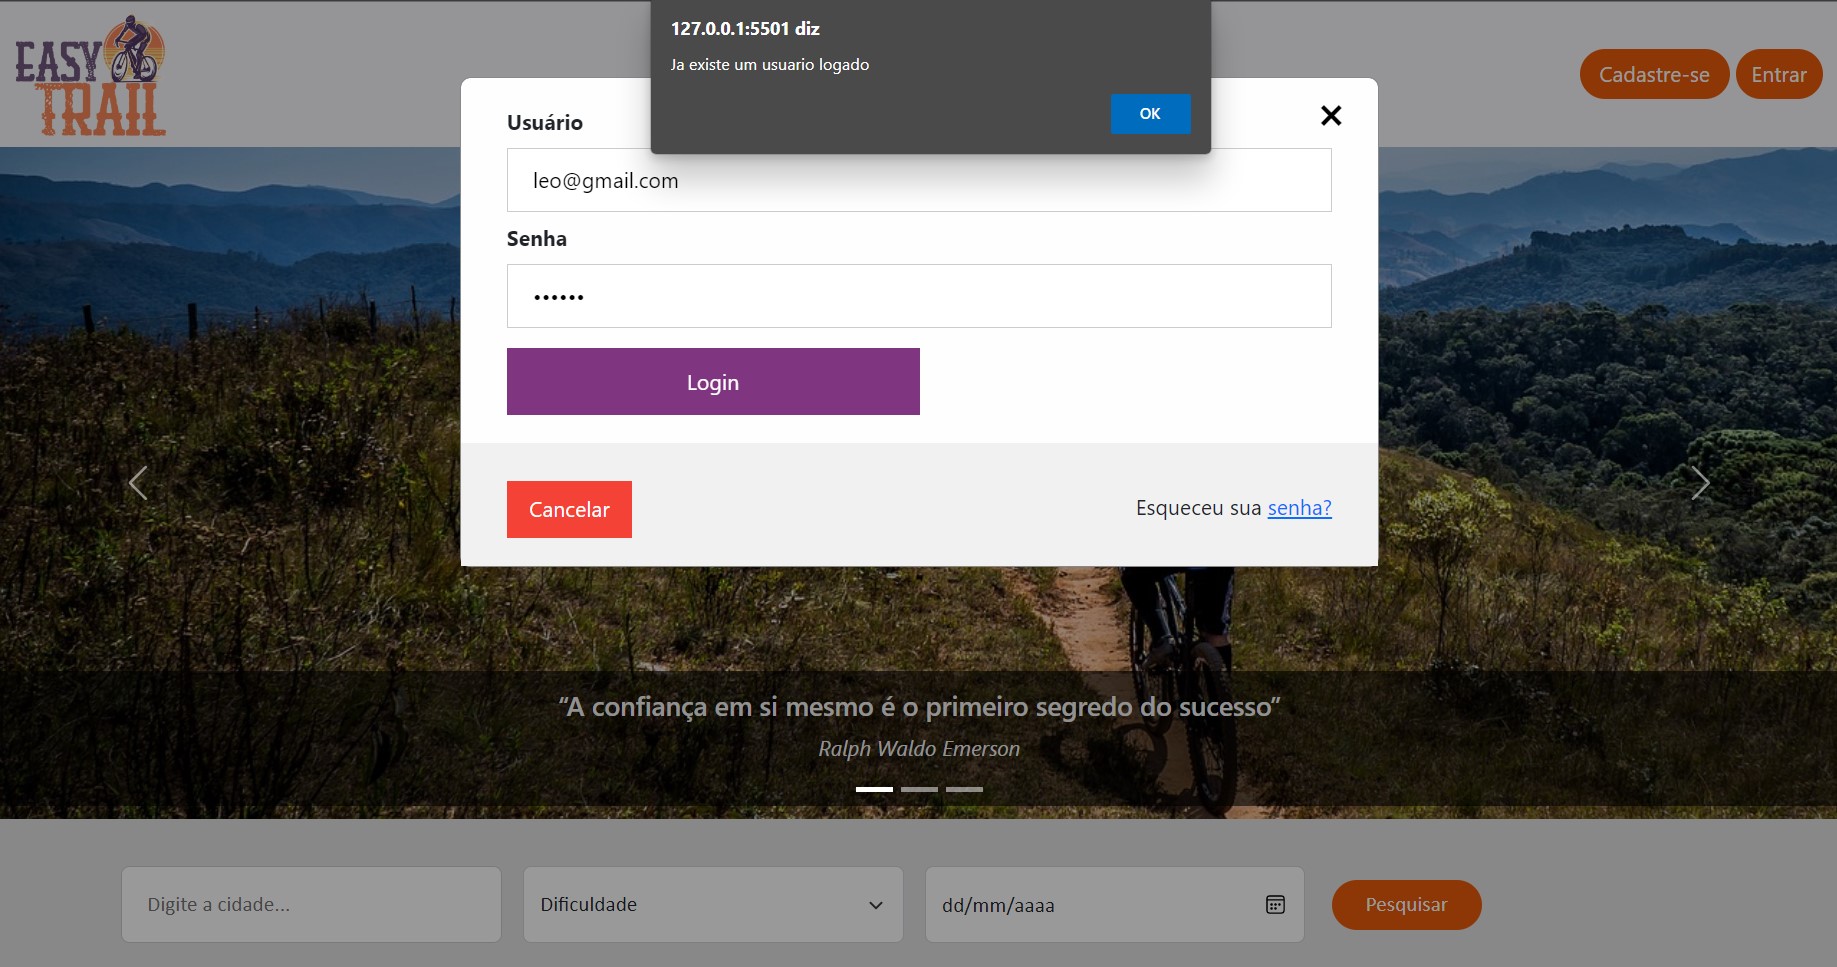 127.0.0.1:5501 diz
Ja existe um usuario logado
OK
EASY
TRAIL
Cadastre-se
Entrar
Usuário
leo@gmail.com
Senha
Login
Cancelar
Esqueceu sua senha?
“A confiança em si mesmo é o primeiro segredo do sucesso”
Ralph Waldo Emerson
Digite a cidade...
Dificuldade
dd/mm/aaaa
Pesquisar